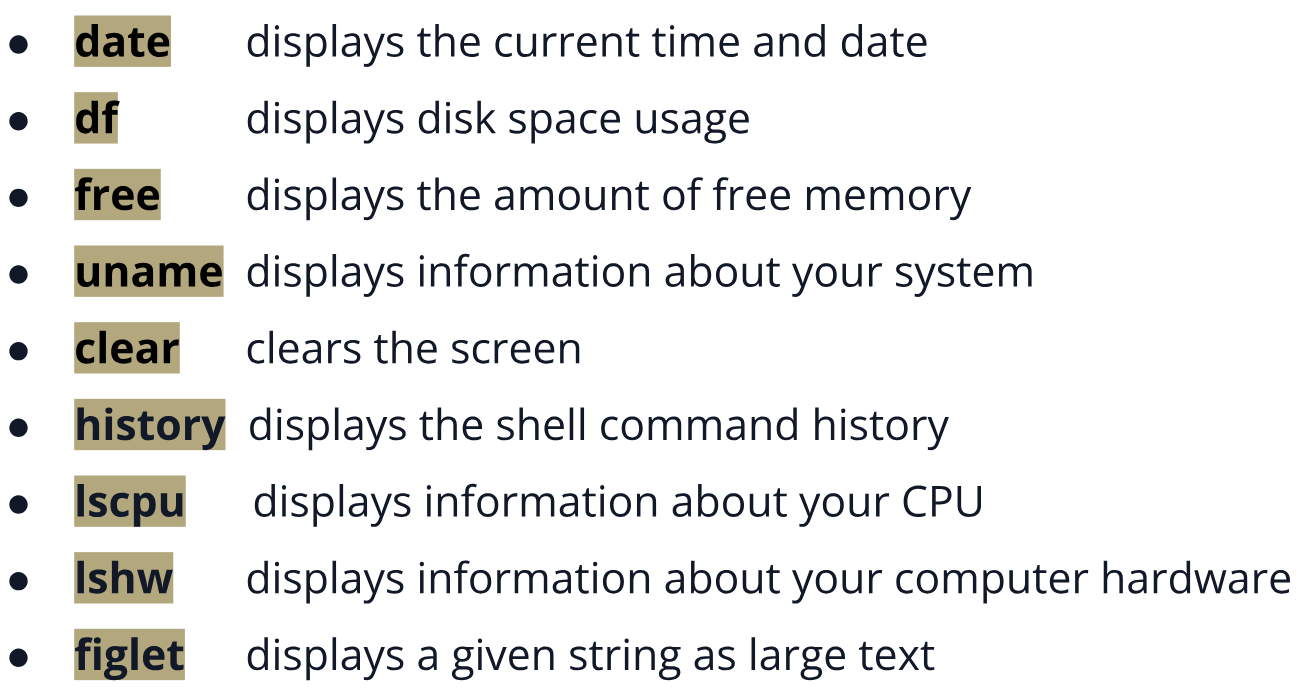 ● date displays the current time and date
● df displays disk space usage
● free displays the amount of free memory
● uname displays information about your system
● clear clears the screen
● history displays the shell command history
● lscpu displays information about your CPU
● lshw displays information about your computer hardware
● figlet displays a given string as large text